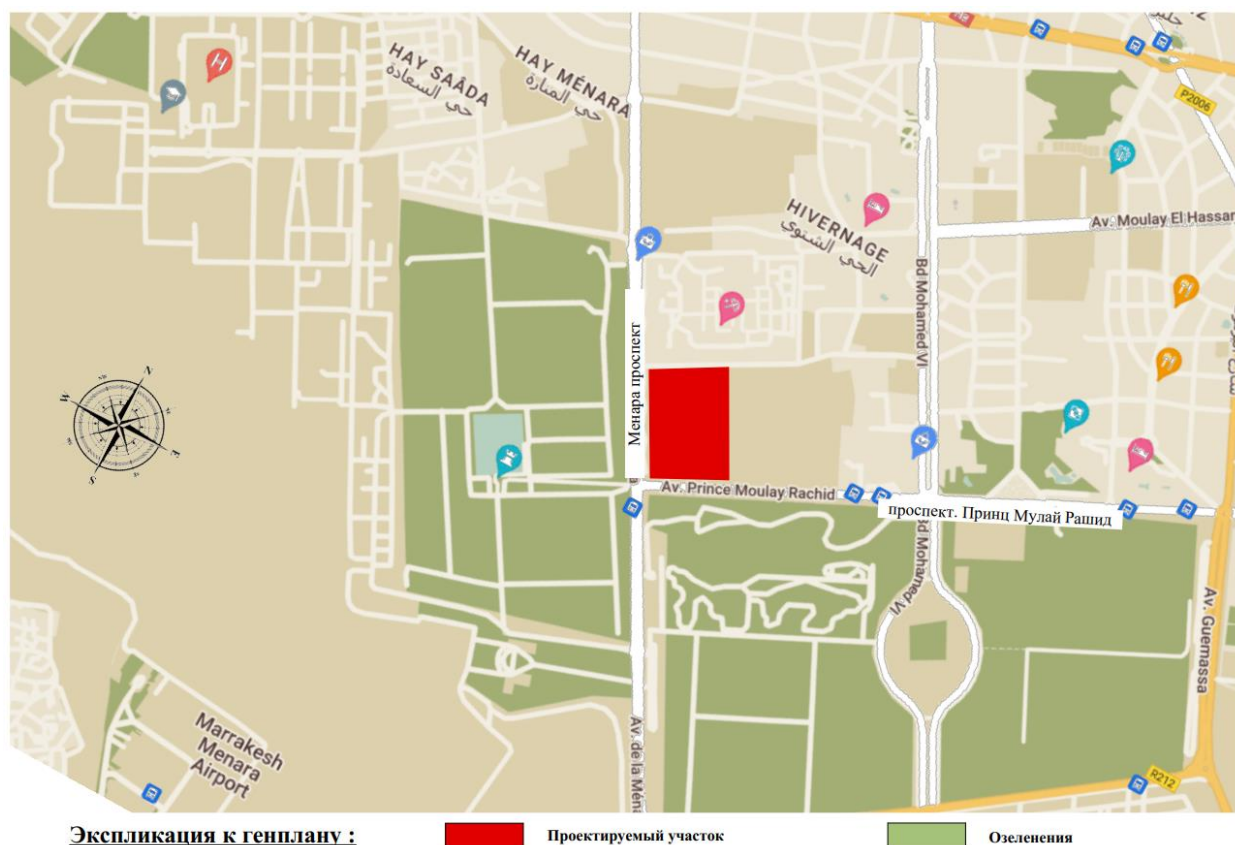 P2006
HAY SAÂDA
حي السعادة
HAY MÉNARA
حي المنارة
HIVERNAGE
الحي الشتوي
Av. Moulay El Hassan
Bd Mohamed VI
Менара проспект
N
W
E
S
Av. Prince Moulay Rachid
проспект. Принц Мулай Рашид
Bd Mohamed VI
Av. Guemassa
Marrakesh
Menara
Airport
Av. de la Ména
R212
Экспликация к генплану :
Проектируемый участок
Озеленения